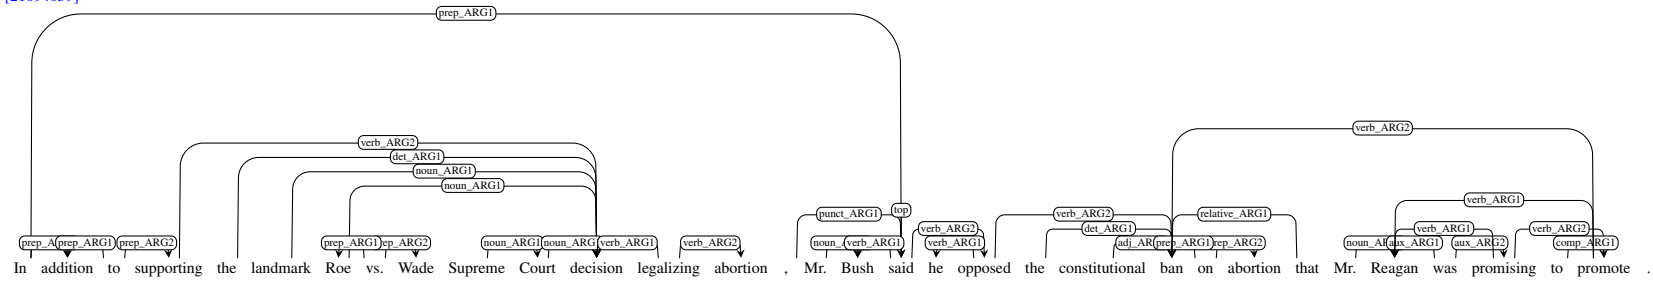 prep_ARG1
verb_ARG2
verb_ARG2
det_ARG1
noun_ARG1
noun_ARG1
verb_ARG1
punct_ARG1
top
verb_ARG2
relative_ARG1
verb_ARG2
det_ARG1
verb_ARG1
verb_ARG2
prep_ARG1
prep_ARG2
prep_ARG1
noun_ARG1
verb_ARG1
verb_ARG2
verb_ARG1
verb_ARG1
prep_ARG1
aux_ARG1
aux_ARG2
comp_ARG1
In addition to supporting the landmark Roe vs. Wade Supreme Court decision legalizing abortion , Mr. Bush said he opposed the constitutional ban on abortion that Mr. Reagan was promising to promote .